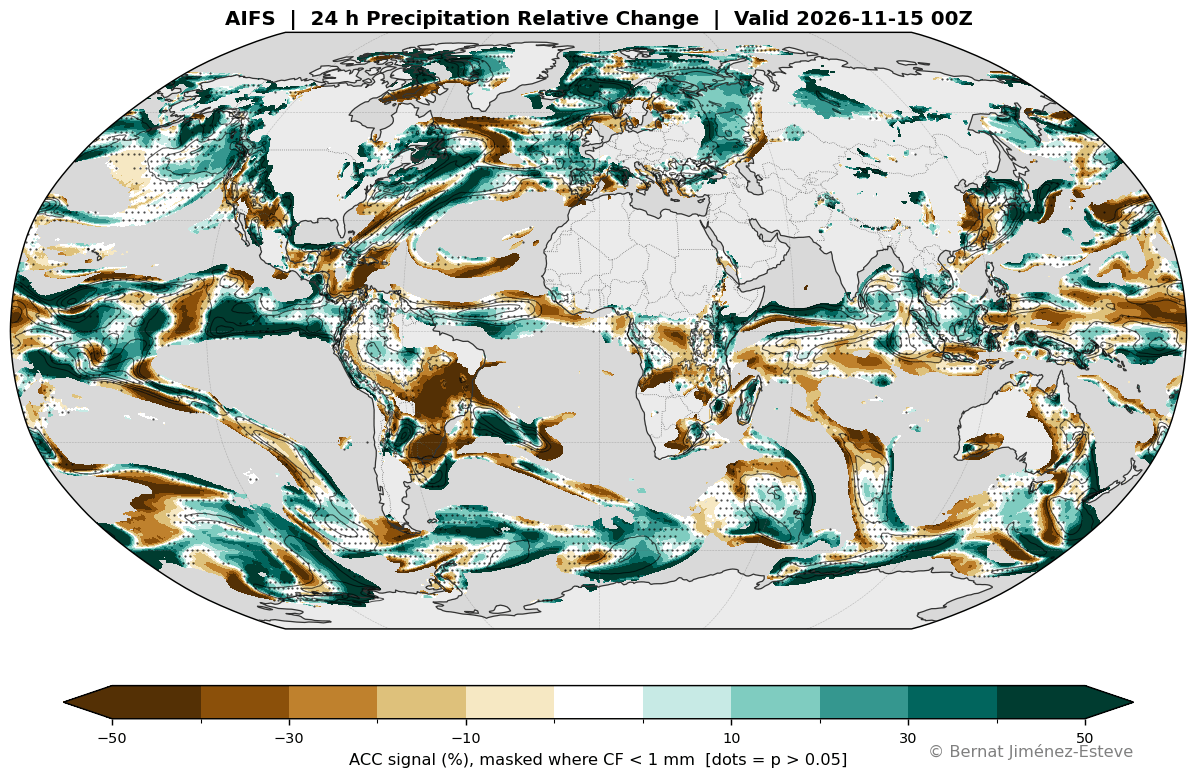 AIFS  |  24 h Precipitation Relative Change  |  Valid 2026-11-15 00Z
−50 −30 −10 10 30 50
© Bernat Jiménez-Esteve
ACC signal (%), masked where CF < 1 mm  [dots = p > 0.05]